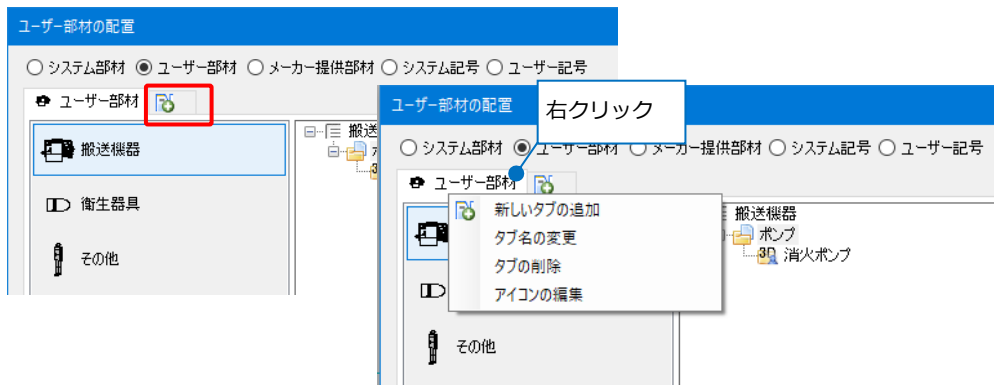 ユーザー部材の配置
システム部材 ユーザー部材 メーカー提供部材 システム記号 ユーザー記号
ユーザー部材
搬送機器
衛生器具
その他
搬送
ユーザー部材の配置
右クリック
システム部材 ユーザー部材 メーカー提供部材 システム記号 ユーザー記号
ユーザー部材
新しいタブの追加
タブ名の変更
タブの削除
アイコンの編集
搬送機器
ポンプ
3D 消火ポンプ
その他